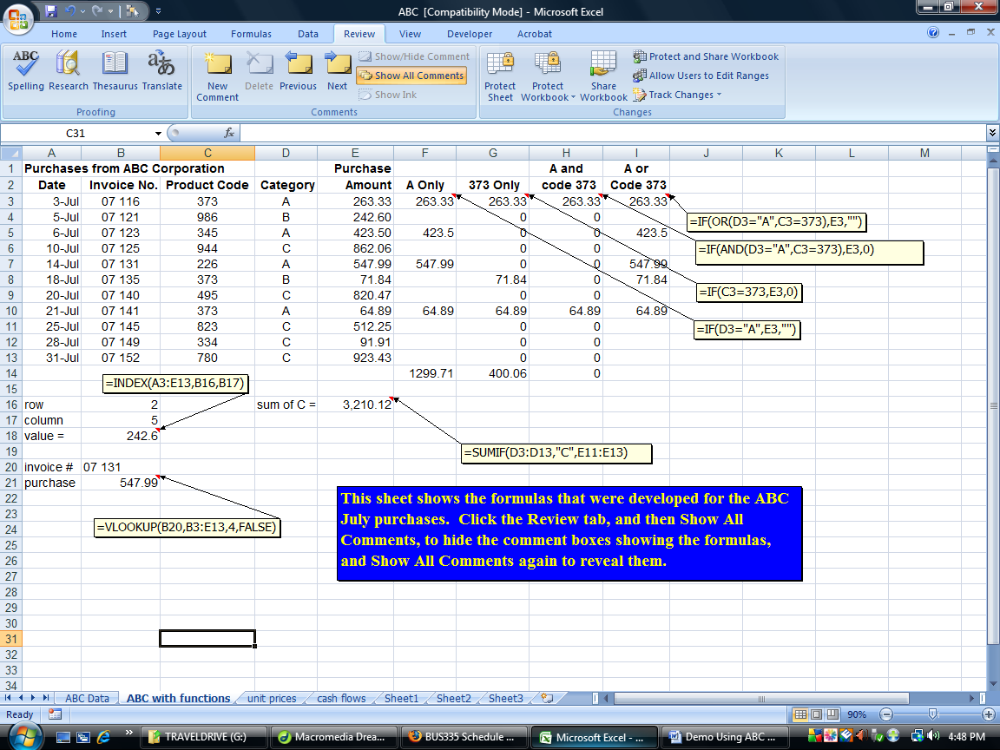 ABC [Compatibility Mode] - Microsoft Excel
Home Insert Page Layout Formulas Data Review View Developer Acrobat
ABC
Spelling Research Thesaurus Translate
Proofing
New Comment Delete Previous Next
Show/Hide Comment
Show All Comments
Show Ink
Comments
Protect Sheet Protect Workbook Share Workbook
Protect and Share Workbook
Allow Users to Edit Ranges
Track Changes
Changes
C31 fx
A B C D E F G H I J K L M
1 Purchases from ABC Corporation Purchase A and A or
2 Date Invoice No. Product Code Category Amount A Only 373 Only code 373 Code 373
3 3-Jul 07 116 373 A 263.33 263.33 263.33 263.33 263.33
4 5-Jul 07 121 986 B 242.60 0 0
=IF(OR(D3="A",C3=373),E3,"")
5 6-Jul 07 123 345 A 423.50 423.5 0 0 423.5
6 10-Jul 07 125 944 C 862.06 0 0
=IF(AND(D3="A",C3=373),E3,0)
7 14-Jul 07 131 226 A 547.99 547.99 0 0 547.99
8 18-Jul 07 135 373 B 71.84 71.84 0 71.84
9 20-Jul 07 140 495 C 820.47 0 0
=IF(C3=373,E3,0)
10 21-Jul 07 141 373 A 64.89 64.89 64.89 64.89 64.89
11 25-Jul 07 145 823 C 512.25 0 0
=IF(D3="A",E3,"")
12 28-Jul 07 149 334 C 91.91 0 0
13 31-Jul 07 152 780 C 923.43 0 0
14 1299.71 400.06 0
=INDEX(A3:E13,B16,B17)
15
16 row 2 sum of C = 3,210.12
17 column 5
18 value = 242.6
19
=SUMIF(D3:D13,"C",E11:E13)
20 invoice # 07 131
21 purchase 547.99
22
23
24
=VLOOKUP(B20,B3:E13,4,FALSE)
This sheet shows the formulas that were developed for the ABC
July purchases. Click the Review tab, and then Show All
Comments, to hide the comment boxes showing the formulas,
and Show All Comments again to reveal them.
25
26
27
28
29
30
31
32
33
34
ABC Data ABC with functions unit prices cash flows Sheet1 Sheet2 Sheet3
Ready 90%
TRAVELDRIVE (G:) Macromedia Drea... BUS335 Schedule ... Microsoft Excel - ... Demo Using ABC ... 4:48 PM